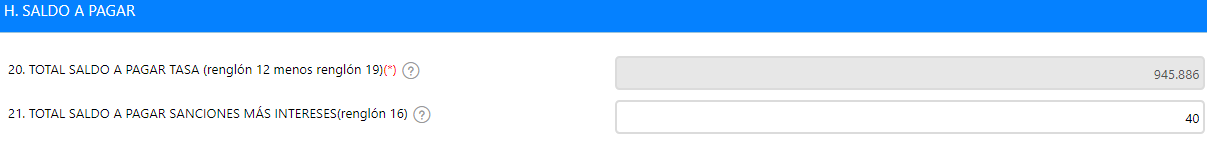 H. SALDO A PAGAR
20. TOTAL SALDO A PAGAR TASA (renglón 12 menos renglón 19)(*) ? 945.886
21. TOTAL SALDO A PAGAR SANCIONES MÁS INTERESES(renglón 16) ? 40